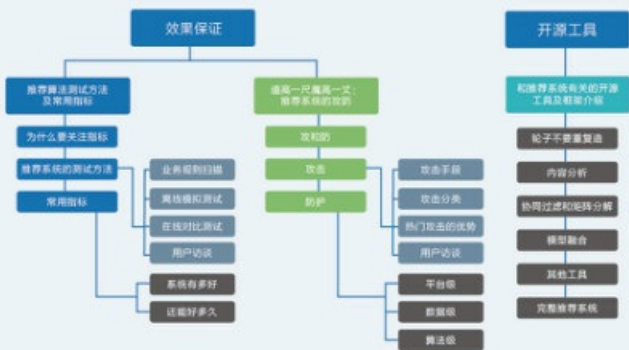 效果保证
推荐算法测试方法
及常用指标
为什么要关注指标
推荐系统的测试方法
常用指标
业务规则扫描
离线模拟测试
在线对比测试
用户访谈
系统有多好
还能好多久
道高一尺魔高一丈：
推荐系统的攻防
攻和防
攻击
防护
攻击手段
攻击分类
热门攻击的优势
用户访谈
平台级
数据级
算法级
开源工具
和推荐系统有关的开源
工具及框架介绍
轮子不要重复造
内容分析
协同过滤和矩阵分解
模型融合
其他工具
完整推荐系统